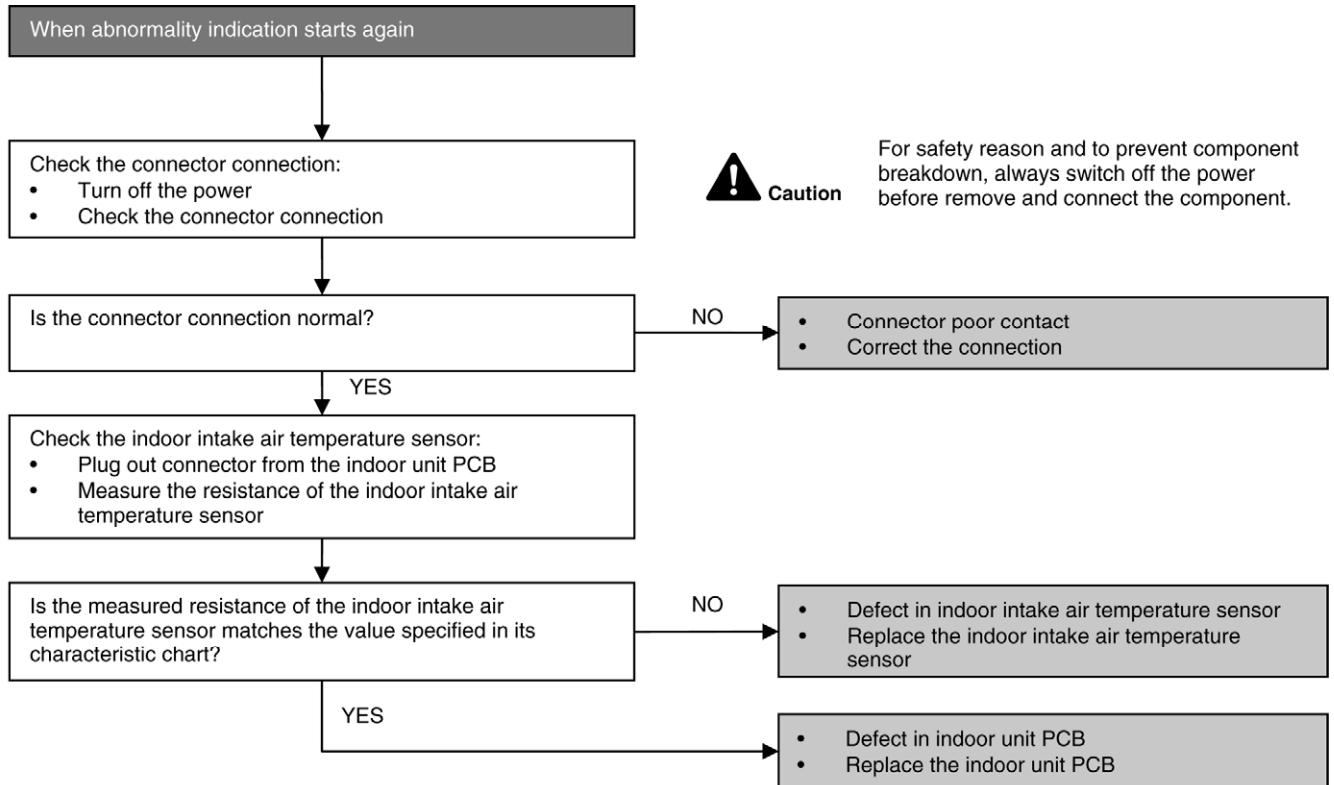 When abnormality indication starts again
Check the connector connection:
• Turn off the power
• Check the connector connection
Caution
For safety reason and to prevent component
breakdown, always switch off the power
before remove and connect the component.
Is the connector connection normal?
NO
• Connector poor contact
• Correct the connection
YES
Check the indoor intake air temperature sensor:
• Plug out connector from the indoor unit PCB
• Measure the resistance of the indoor intake air
temperature sensor
Is the measured resistance of the indoor intake air
temperature sensor matches the value specified in its
characteristic chart?
NO
• Defect in indoor intake air temperature sensor
• Replace the indoor intake air temperature
sensor
YES
• Defect in indoor unit PCB
• Replace the indoor unit PCB